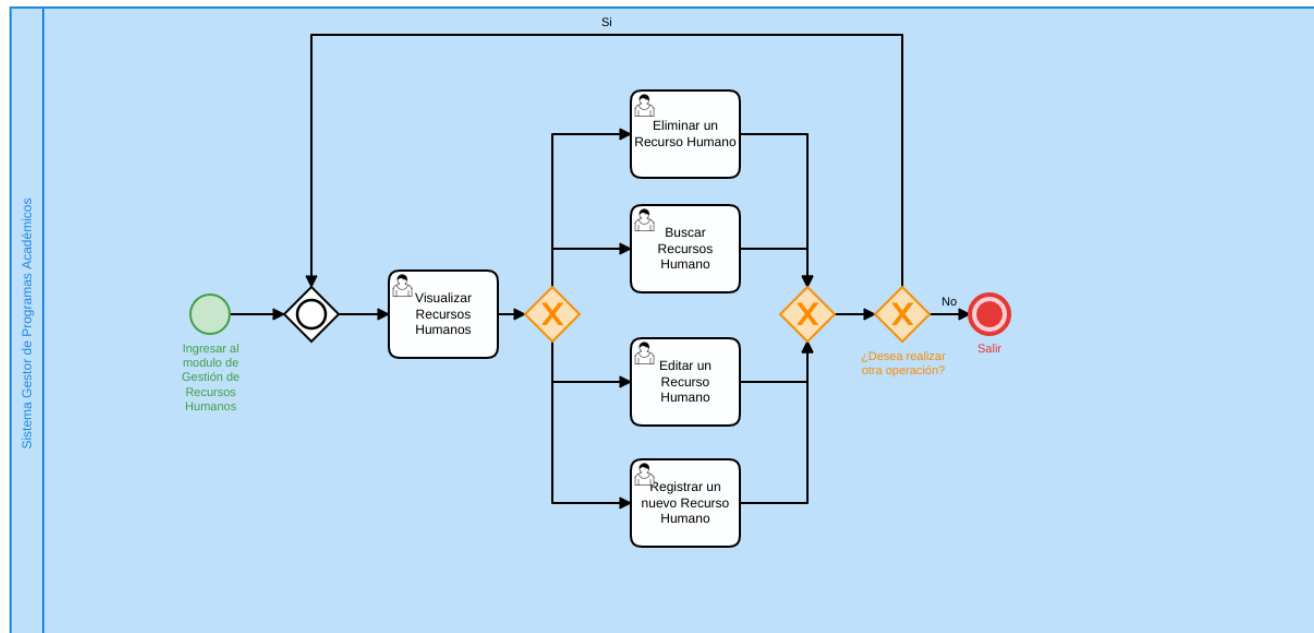 Si
Sistema Gestor de Programas Académicos
Eliminar un
Recurso Humano
Buscar
Recursos
Humano
Visualizar
Recursos
Humanos
Ingresar al
modulo de
Gestión de
Recursos
Humanos
X
Editar un
Recurso
Humano
Registrar un
nuevo Recurso
Humano
X
X
¿Desea realizar
otra operación?
No
Salir